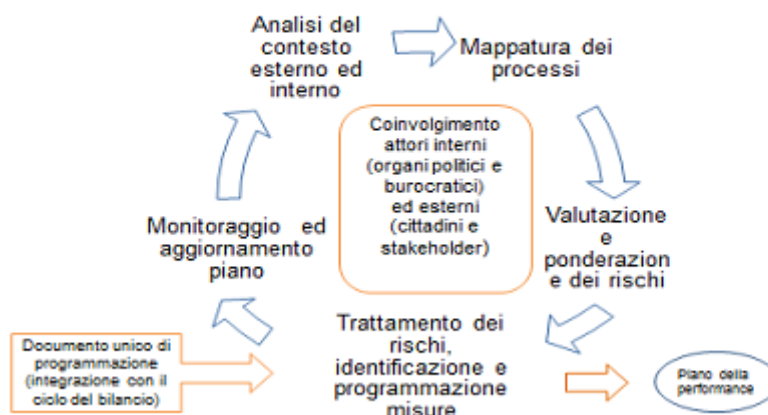 Analisi del
contesto
esterno ed
interno
Mappatura dei
processi
Coinvolgimento
attori interni
(organi politici e
burocratici)
ed esterni
(cittadini e
stakeholder)
Monitoraggio ed
aggiornamento
piano
Valutazione
e
ponderazion
e dei rischi
Trattamento dei
rischi,
identificazione e
programmazione
misure
Documento unico di
programmazione
(integrazione con il
ciclo del bilancio)
Piano della
performance